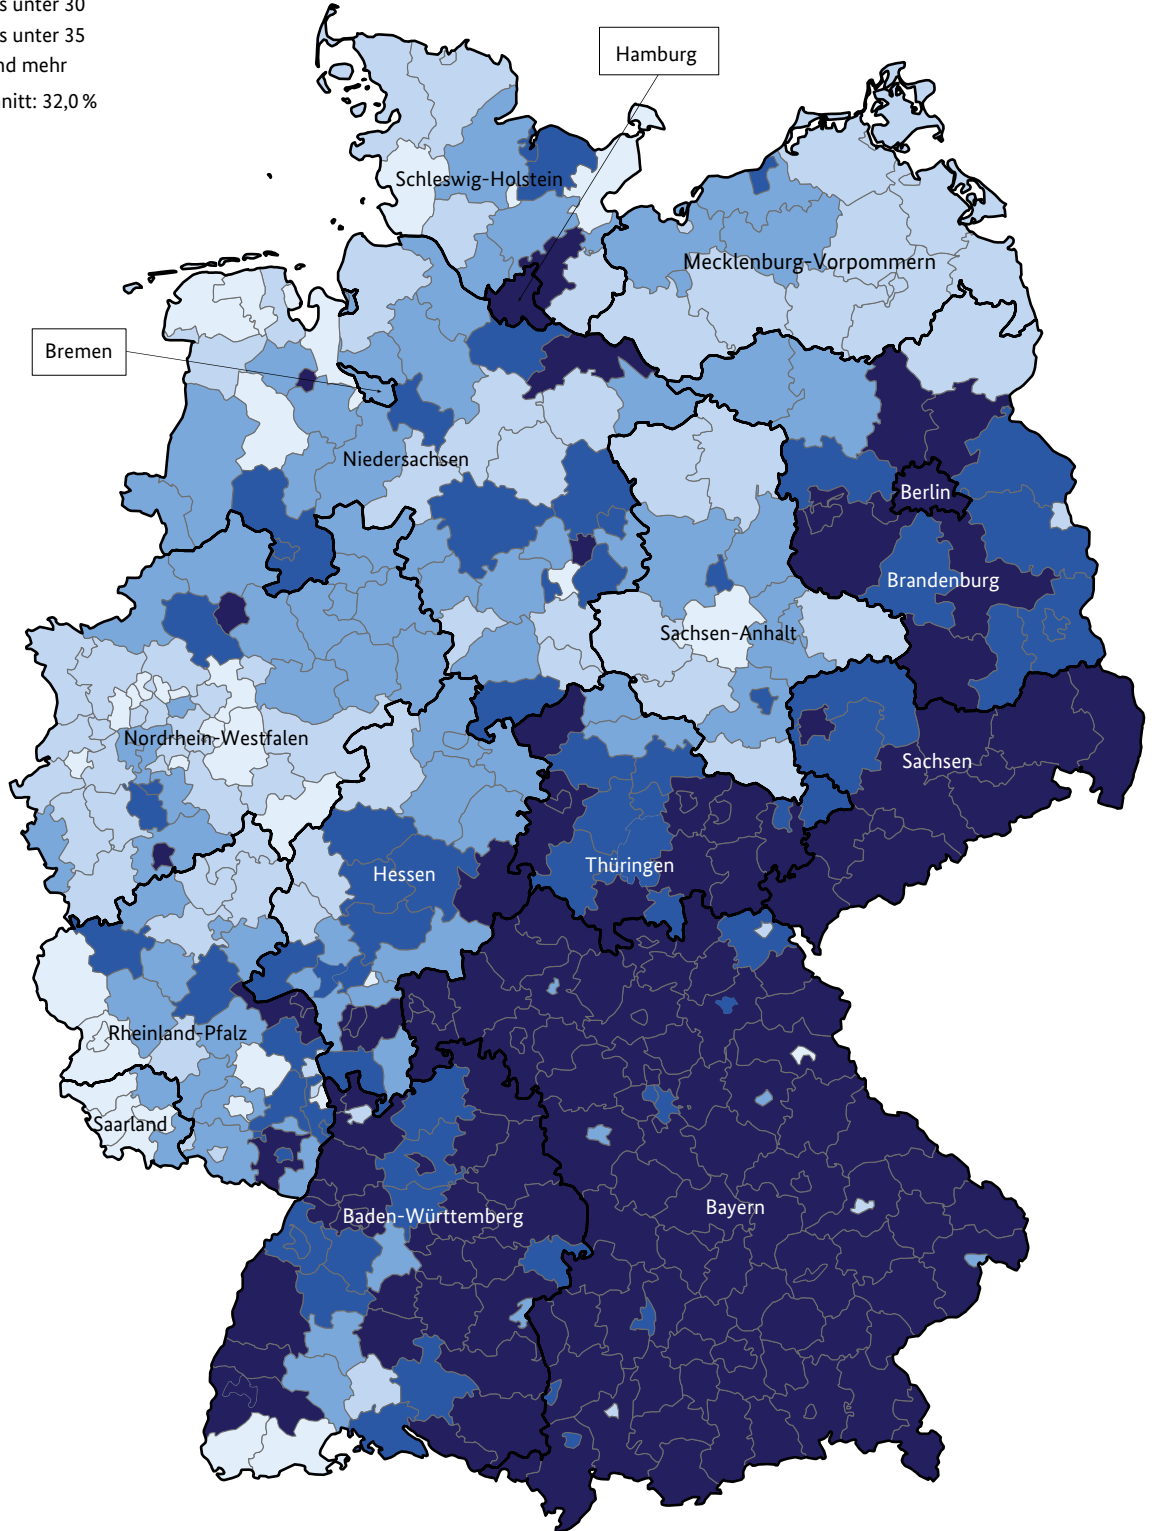 s unter 30
s unter 35
nd mehr
nitt: 32,0 %
Hamburg
Schleswig-Holstein
Mecklenburg-Vorpommern
Bremen
Niedersachsen
Berlin
Brandenburg
Sachsen-Anhalt
Nordrhein-Westfalen
Sachsen
Thüringen
Hessen
Rheinland-Pfalz
Saarland
Bayern
Baden-Württemberg